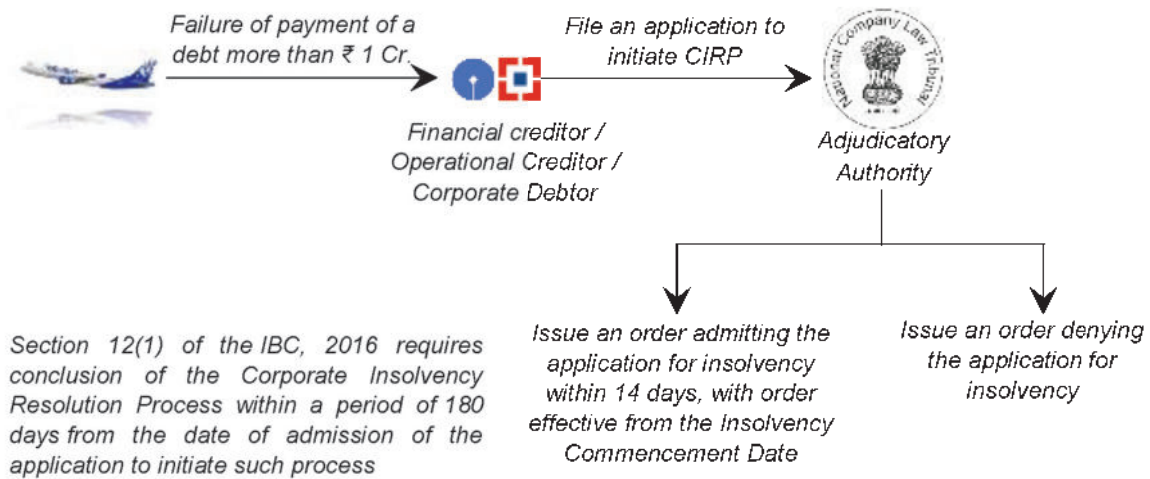 Failure of payment of a
debt more than ₹ 1 Cr.
File an application to
initiate CIRP
National Company Law Tribunal
Financial creditor /
Operational Creditor /
Corporate Debtor
Adjudicatory
Authority
Section 12(1) of the IBC, 2016 requires
conclusion of the Corporate Insolvency
Resolution Process within a period of 180
days from the date of admission of the
application to initiate such process
Issue an order admitting the
application for insolvency
within 14 days, with order
effective from the Insolvency
Commencement Date
Issue an order denying
the application for
insolvency